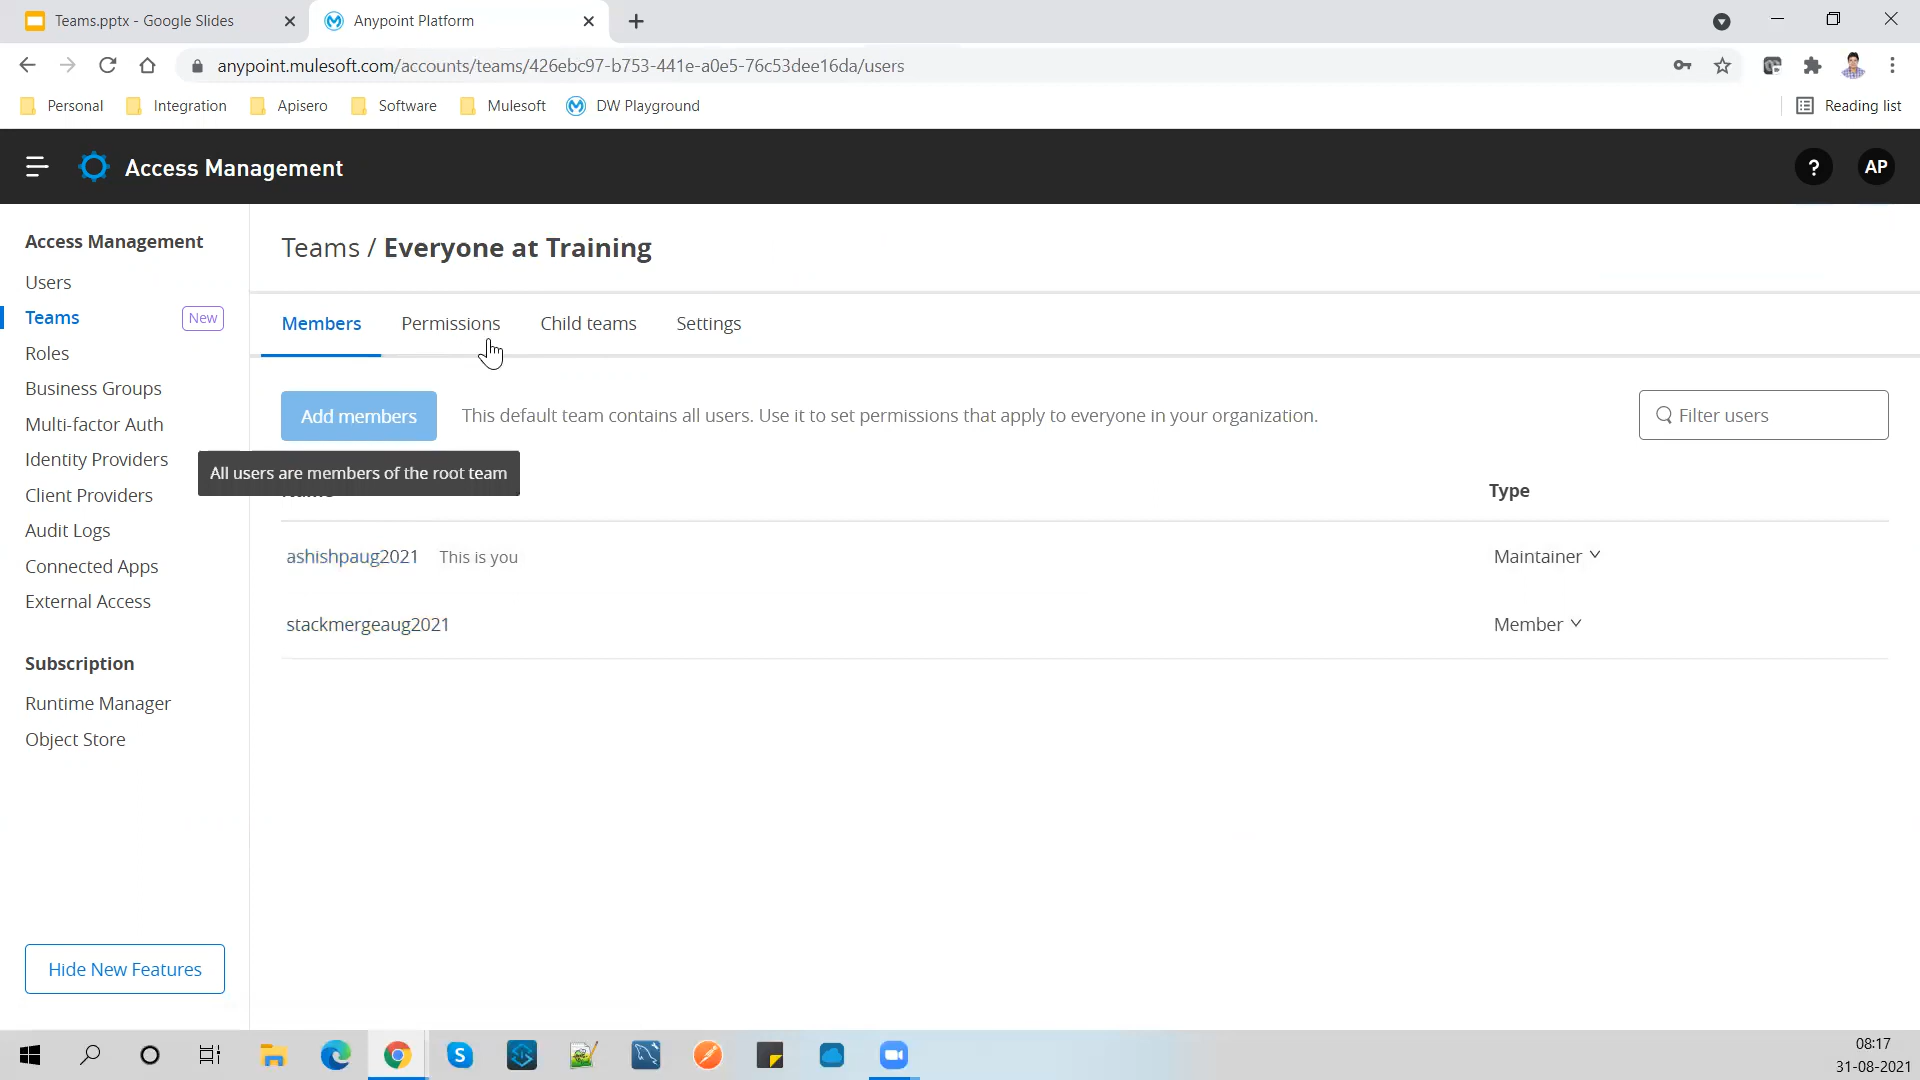 Teams.pptx - Google Slides
Anypoint Platform
anypoint.mulesoft.com/accounts/teams/426ebc97-b753-441e-a0e5-76c53dee16da/users
Personal
Integration
Apisero
Software
Mulesoft
DW Playground
Reading list
Access Management
?
AP
Access Management
Users
Teams New
Roles
Business Groups
Multi-factor Auth
Identity Providers
Client Providers
Audit Logs
Connected Apps
External Access
Subscription
Runtime Manager
Object Store
Hide New Features
Teams / Everyone at Training
Members Permissions Child teams Settings
Add members This default team contains all users. Use it to set permissions that apply to everyone in your organization. Filter users
All users are members of the root team
Type
ashishpaug2021 This is you Maintainer
stackmergeaug2021 Member
08:17
31-08-2021